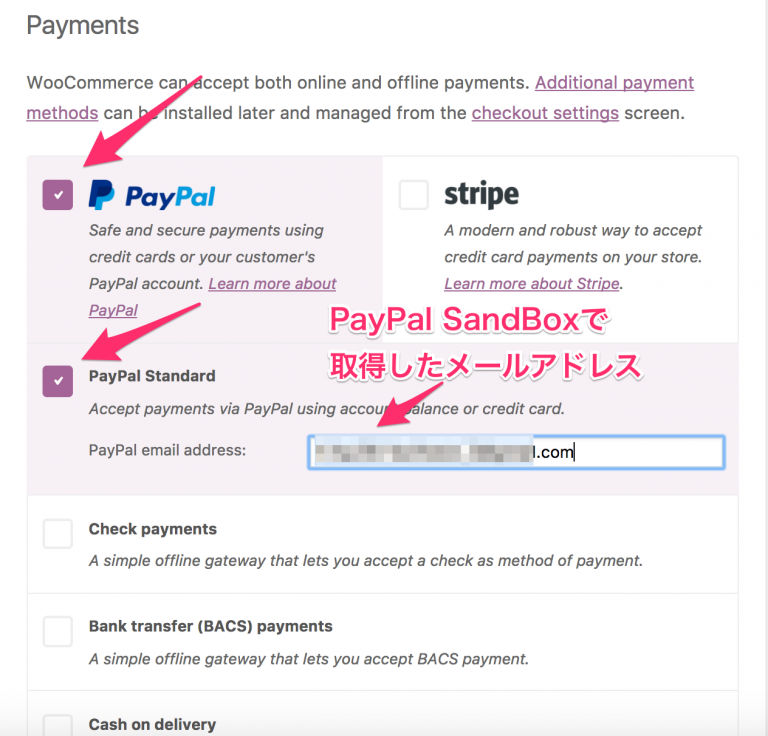 Payments
WooCommerce can accept both online and offline payments. Additional payment
methods can be installed later and managed from the checkout settings screen.
PayPal
Safe and secure payments using
credit cards or your customer's
PayPal account. Learn more about
PayPal
stripe
A modern and robust way to accept
credit card payments on your store.
Learn more about Stripe.
PayPal SandBoxで
取得したメールアドレス
PayPal Standard
Accept payments via PayPal using account balance or credit card.
PayPal email address:
.com
Check payments
A simple offline gateway that lets you accept a check as method of payment.
Bank transfer (BACS) payments
A simple offline gateway that lets you accept BACS payment.
Cash on delivery